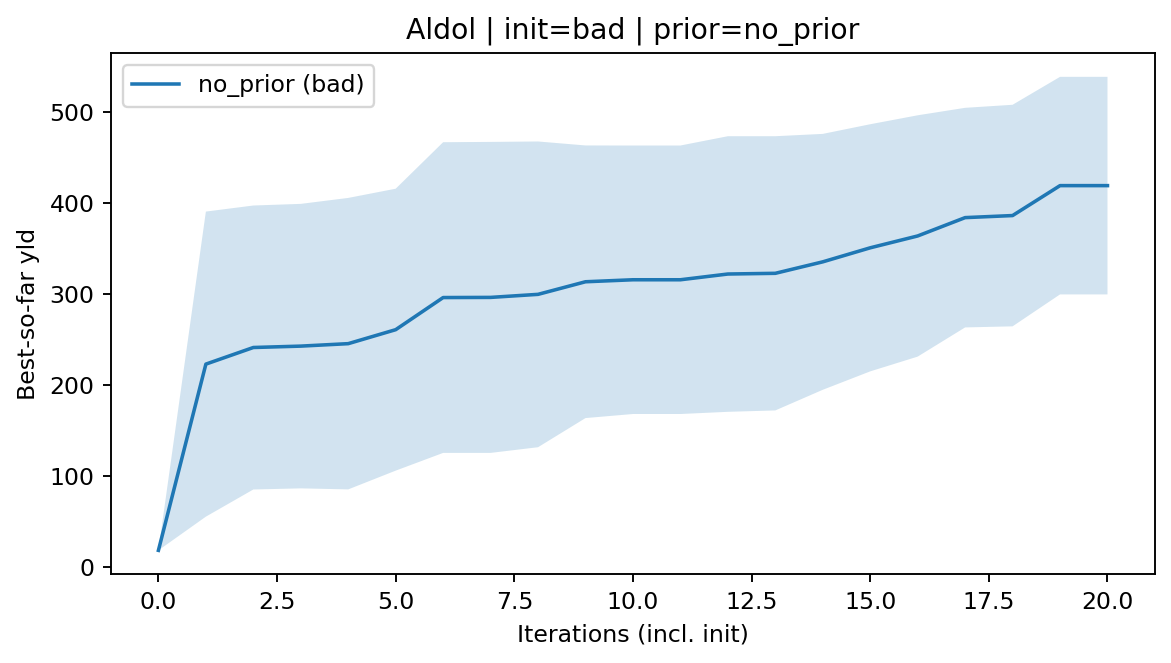 Aldol | init=bad | prior=no_prior
no_prior (bad)
Best-so-far yld
500
400
300
200
100
0
0.0 2.5 5.0 7.5 10.0 12.5 15.0 17.5 20.0
Iterations (incl. init)